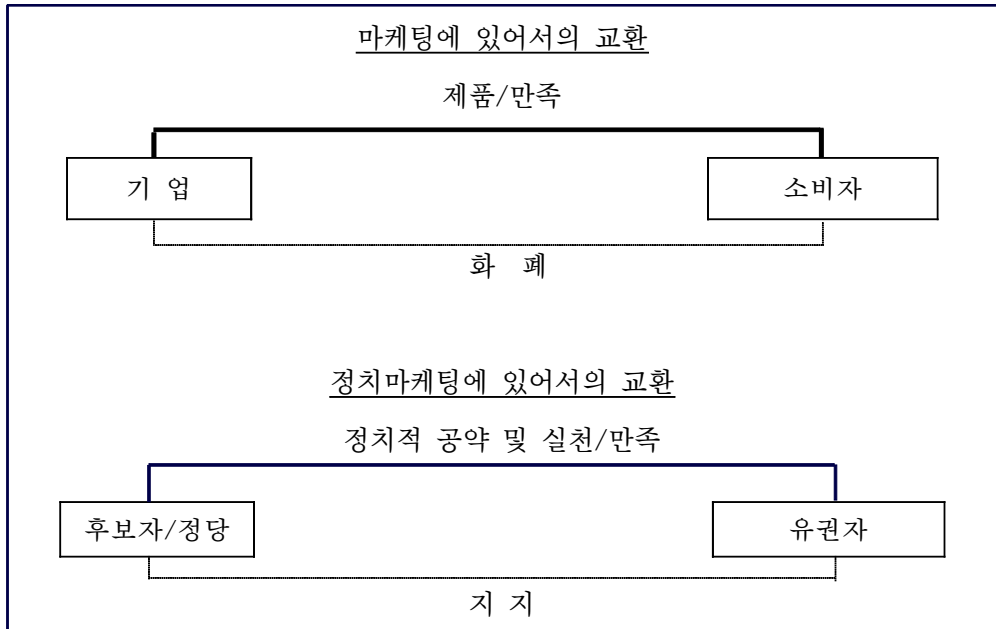 마케팅에 있어서의 교환
제품/만족
기 업
소비자
화 폐
정치마케팅에 있어서의 교환
정치적 공약 및 실천/만족
후보자/정당
유권자
지 지